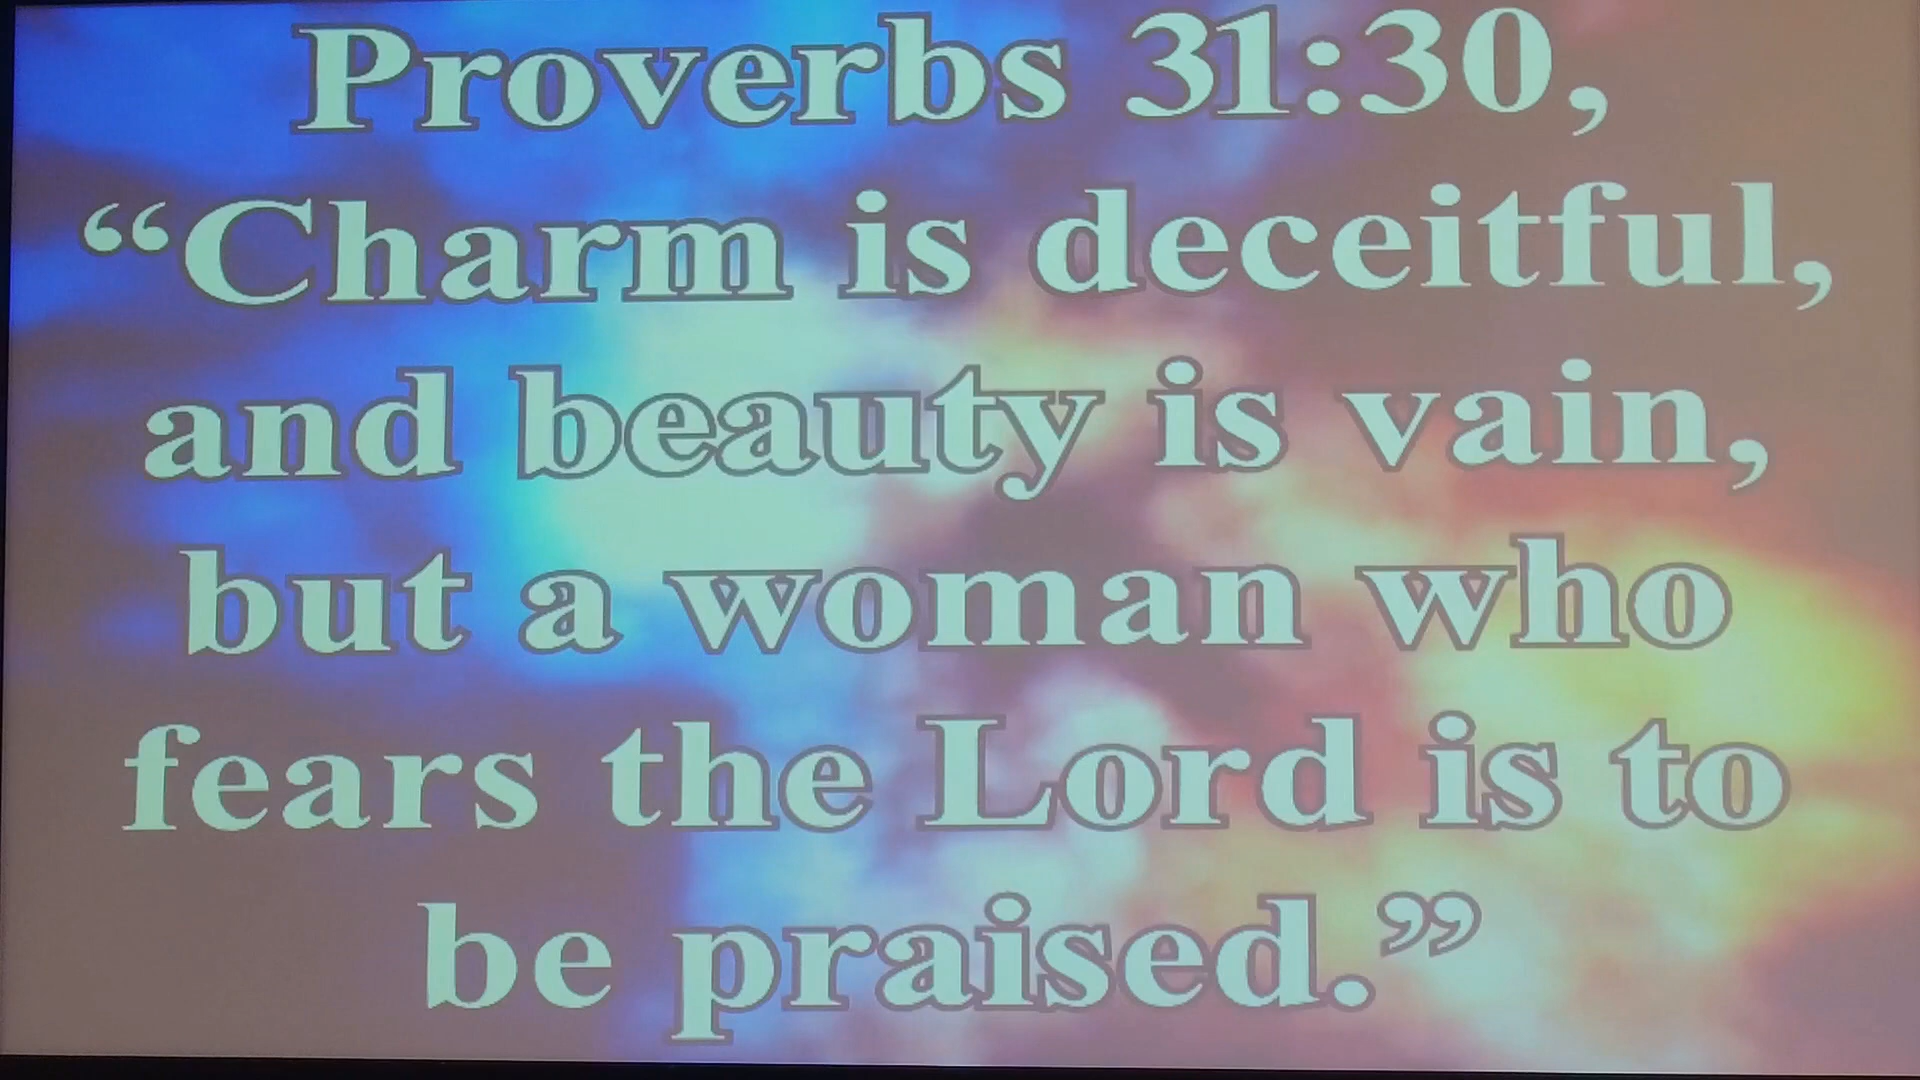 Proverbs 31:30,
“Charm is deceitful,
and beauty is vain,
but a woman who
fears the Lord is to
be praised.”